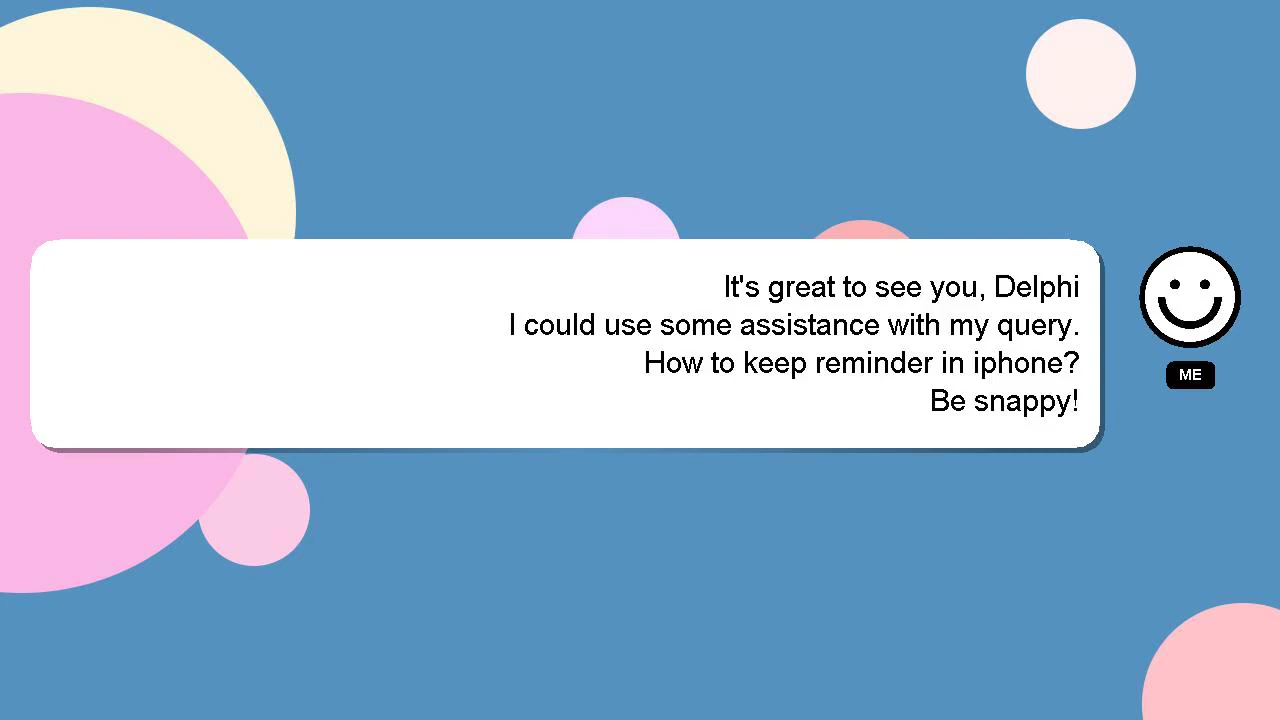 It's great to see you, Delphi
I could use some assistance with my query.
How to keep reminder in iphone?
Be snappy!
ME